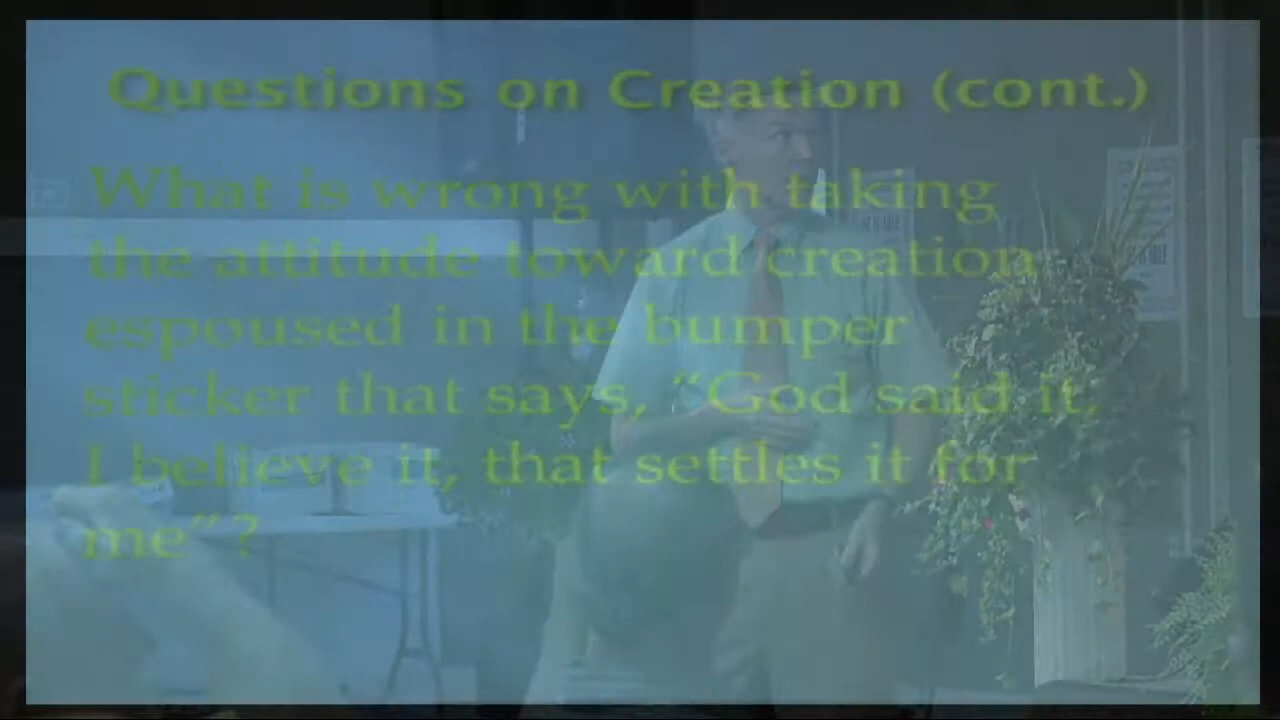 Questions on Creation (cont.)
What is wrong with taking
the attitude toward creation
espoused in the bumper
sticker that says, “God said it,
I believe it, that settles it for
me”?